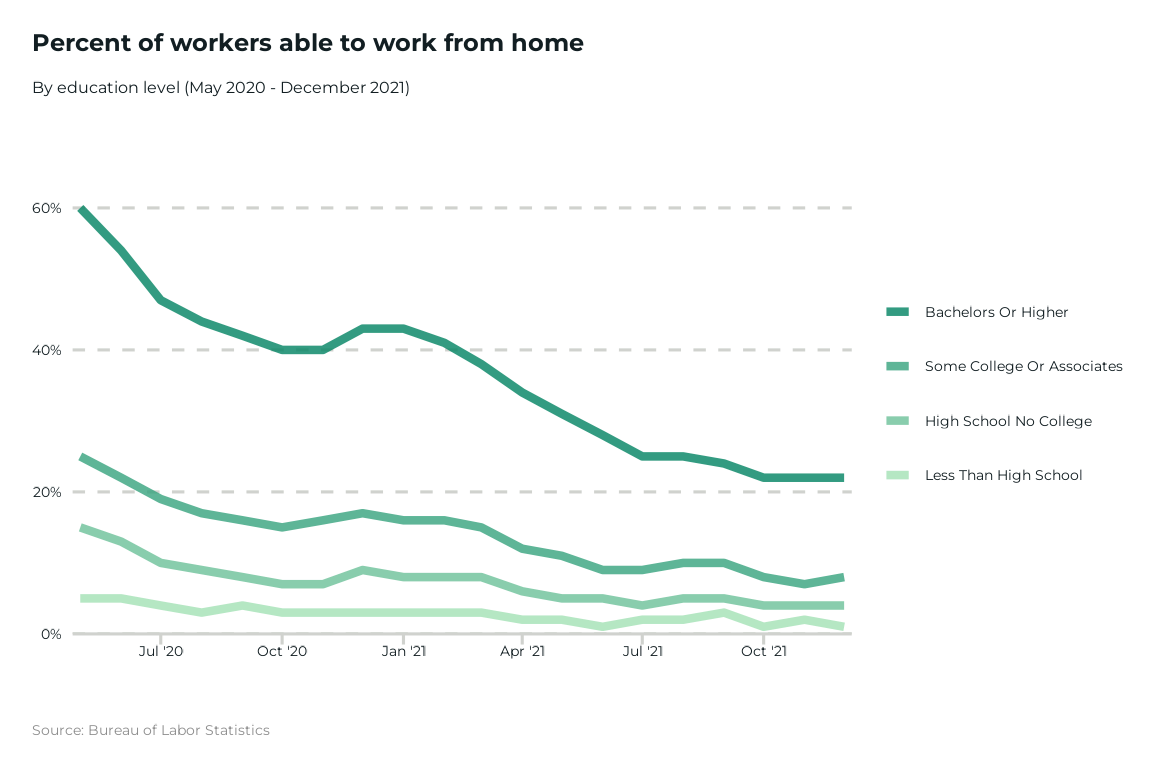 Percent of workers able to work from home
By education level (May 2020 - December 2021)
60%
40%
20%
0%
Jul '20
Oct '20
Jan '21
Apr '21
Jul '21
Oct '21
Bachelors Or Higher
Some College Or Associates
High School No College
Less Than High School
Source: Bureau of Labor Statistics